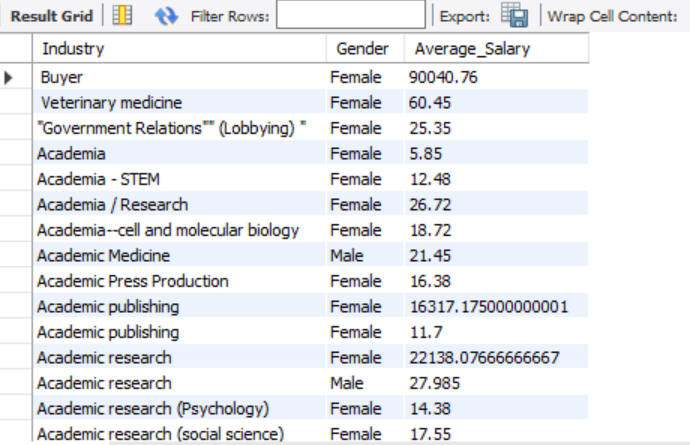 Result Grid Filter Rows: Export: Wrap Cell Content:
Industry Gender Average_Salary
Buyer Female 90040.76
Veterinary medicine Female 60.45
"Government Relations"" (Lobbying) " Female 25.35
Academia Female 5.85
Academia - STEM Female 12.48
Academia / Research Female 26.72
Academia--cell and molecular biology Female 18.72
Academic Medicine Male 21.45
Academic Press Production Female 16.38
Academic publishing Female 16317.175000000001
Academic publishing Female 11.7
Academic research Female 22138.07666666667
Academic research Male 27.985
Academic research (Psychology) Female 14.38
Academic research (social science) Female 17.55